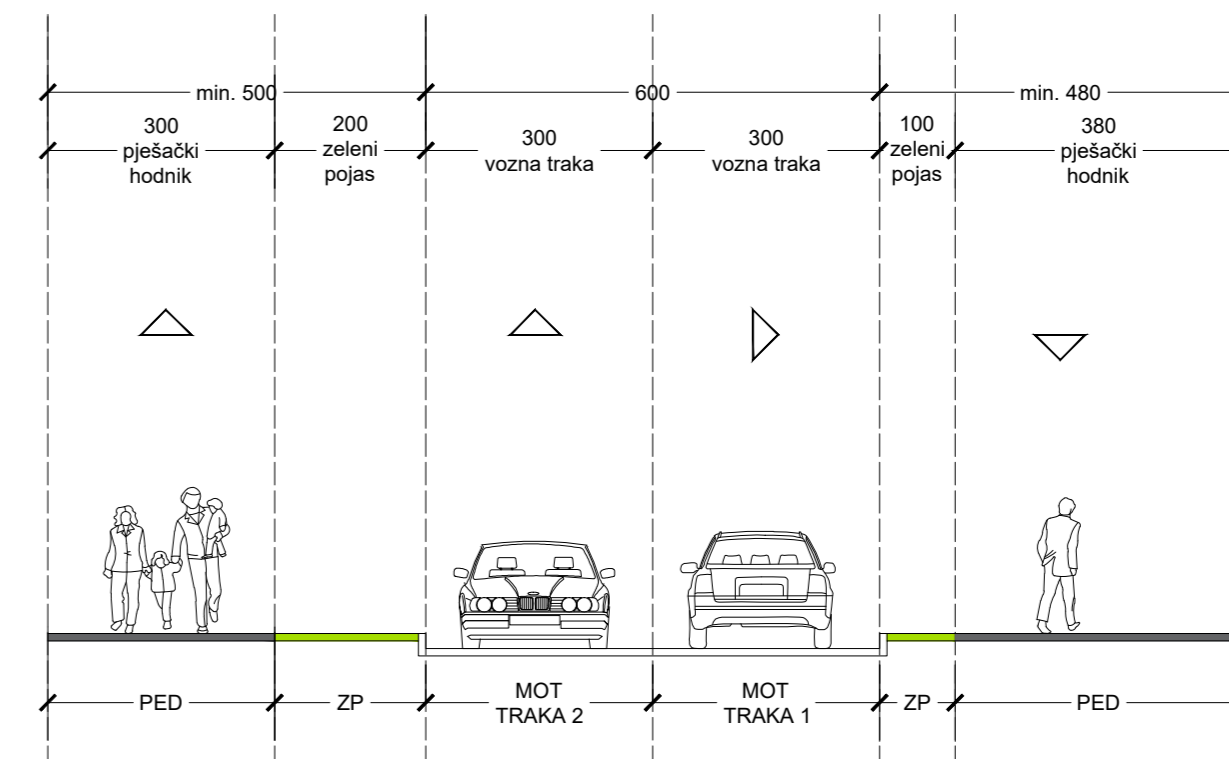 min. 500
600
min. 480
300
pješački
hodnik
200
zeleni
pojas
300
vozna traka
300
vozna traka
100
zeleni
pojas
380
pješački
hodnik
PED
ZP
MOT
TRAKA 2
MOT
TRAKA 1
ZP
PED